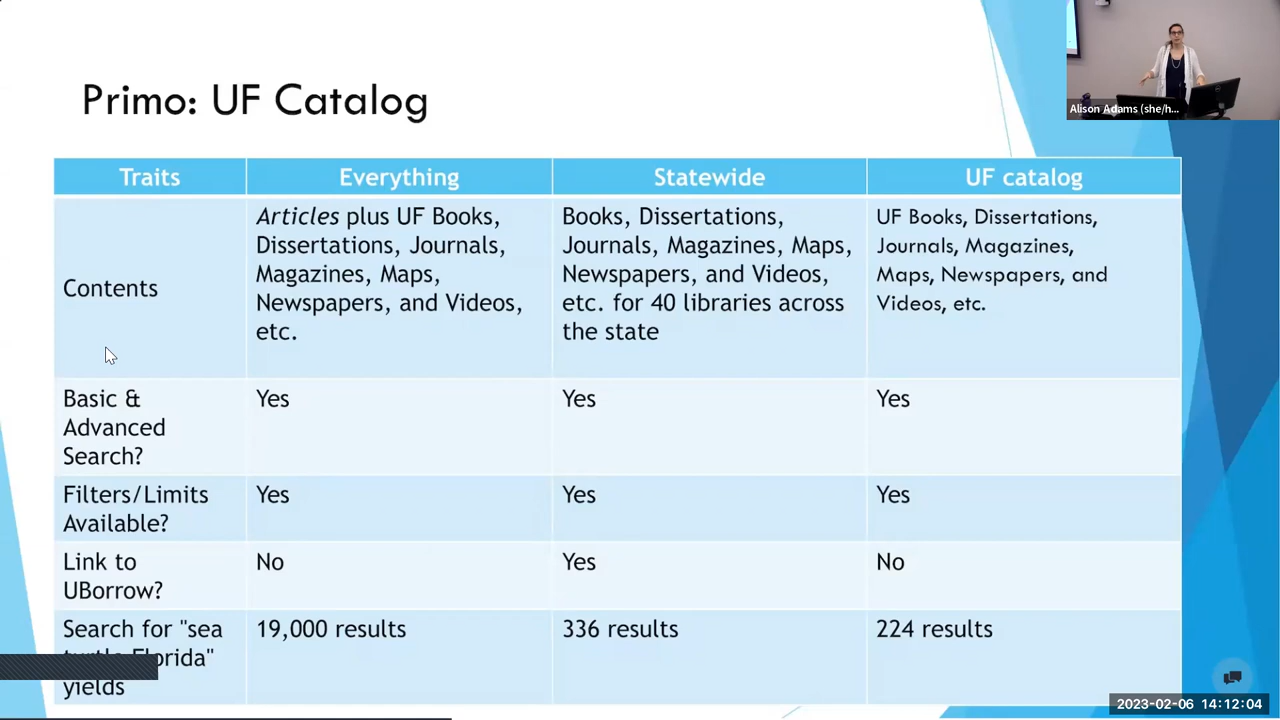 Primo: UF Catalog
Alison Adams (she/h...
Traits
Everything
Statewide
UF catalog
Contents
Articles plus UF Books,
Dissertations, Journals,
Magazines, Maps,
Newspapers, and Videos,
etc.
Books, Dissertations,
Journals, Magazines, Maps,
Newspapers, and Videos,
etc. for 40 libraries across
the state
UF Books, Dissertations,
Journals, Magazines,
Maps, Newspapers, and
Videos, etc.
Basic &
Advanced
Search?
Yes
Yes
Yes
Filters/Limits
Available?
Yes
Yes
Yes
Link to
UBorrow?
No
Yes
No
Search for "sea
turtle Florida"
yields
19,000 results
336 results
224 results
2023-02-06 14:12:04